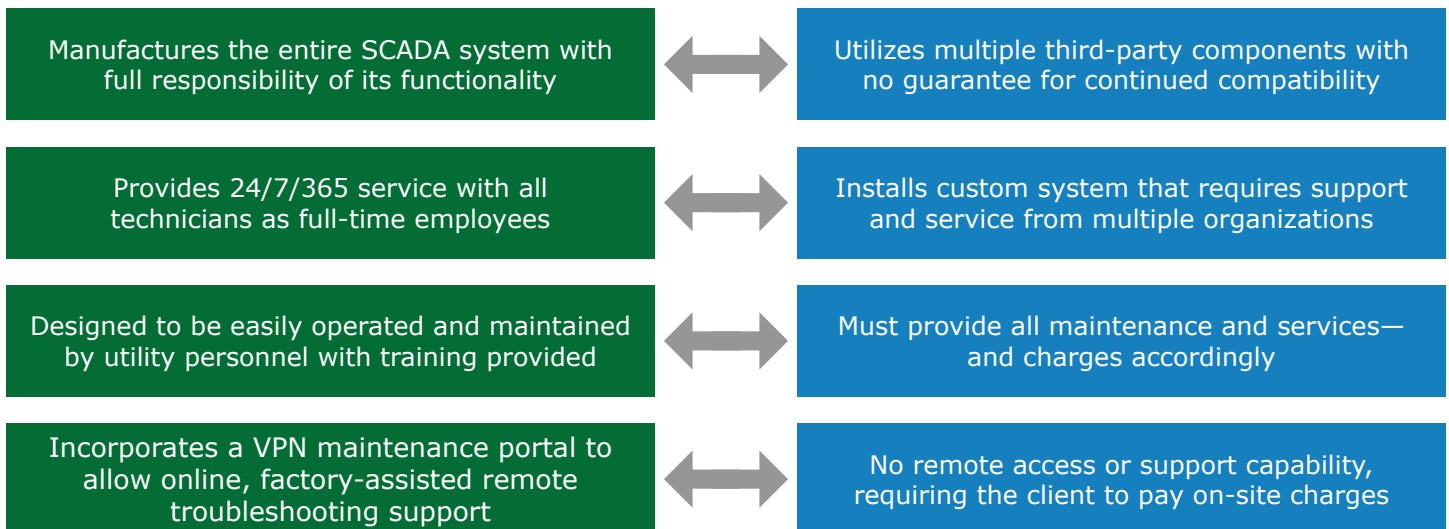 Manufactures the entire SCADA system with
full responsibility of its functionality
Utilizes multiple third-party components with
no guarantee for continued compatibility
Provides 24/7/365 service with all
technicians as full-time employees
Installs custom system that requires support
and service from multiple organizations
Designed to be easily operated and maintained
by utility personnel with training provided
Must provide all maintenance and services—
and charges accordingly
Incorporates a VPN maintenance portal to
allow online, factory-assisted remote
troubleshooting support
No remote access or support capability,
requiring the client to pay on-site charges